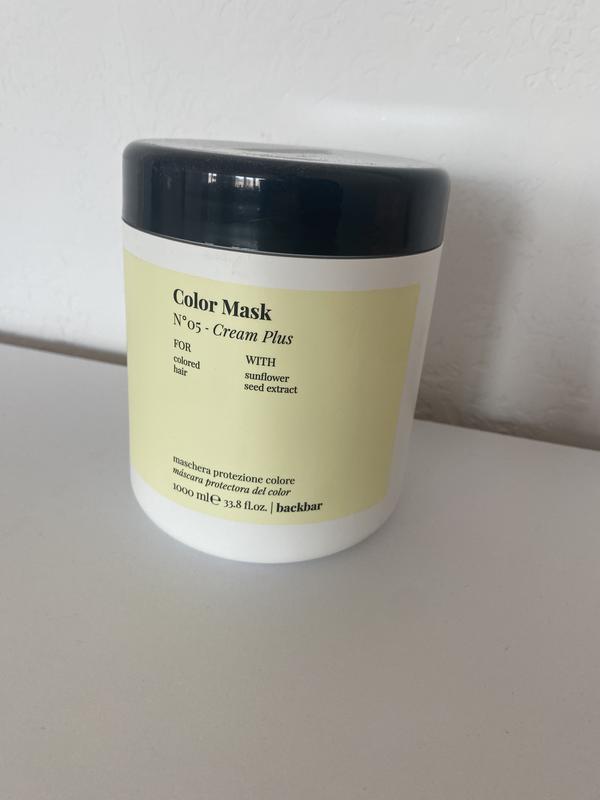 Color Mask
N°05 - Cream Plus
FOR
colored
hair
WITH
sunflower
seed extract
maschera protezione colore
máscara protectora del color
1000 ml ℮ 33.8 fl.oz. | backbar